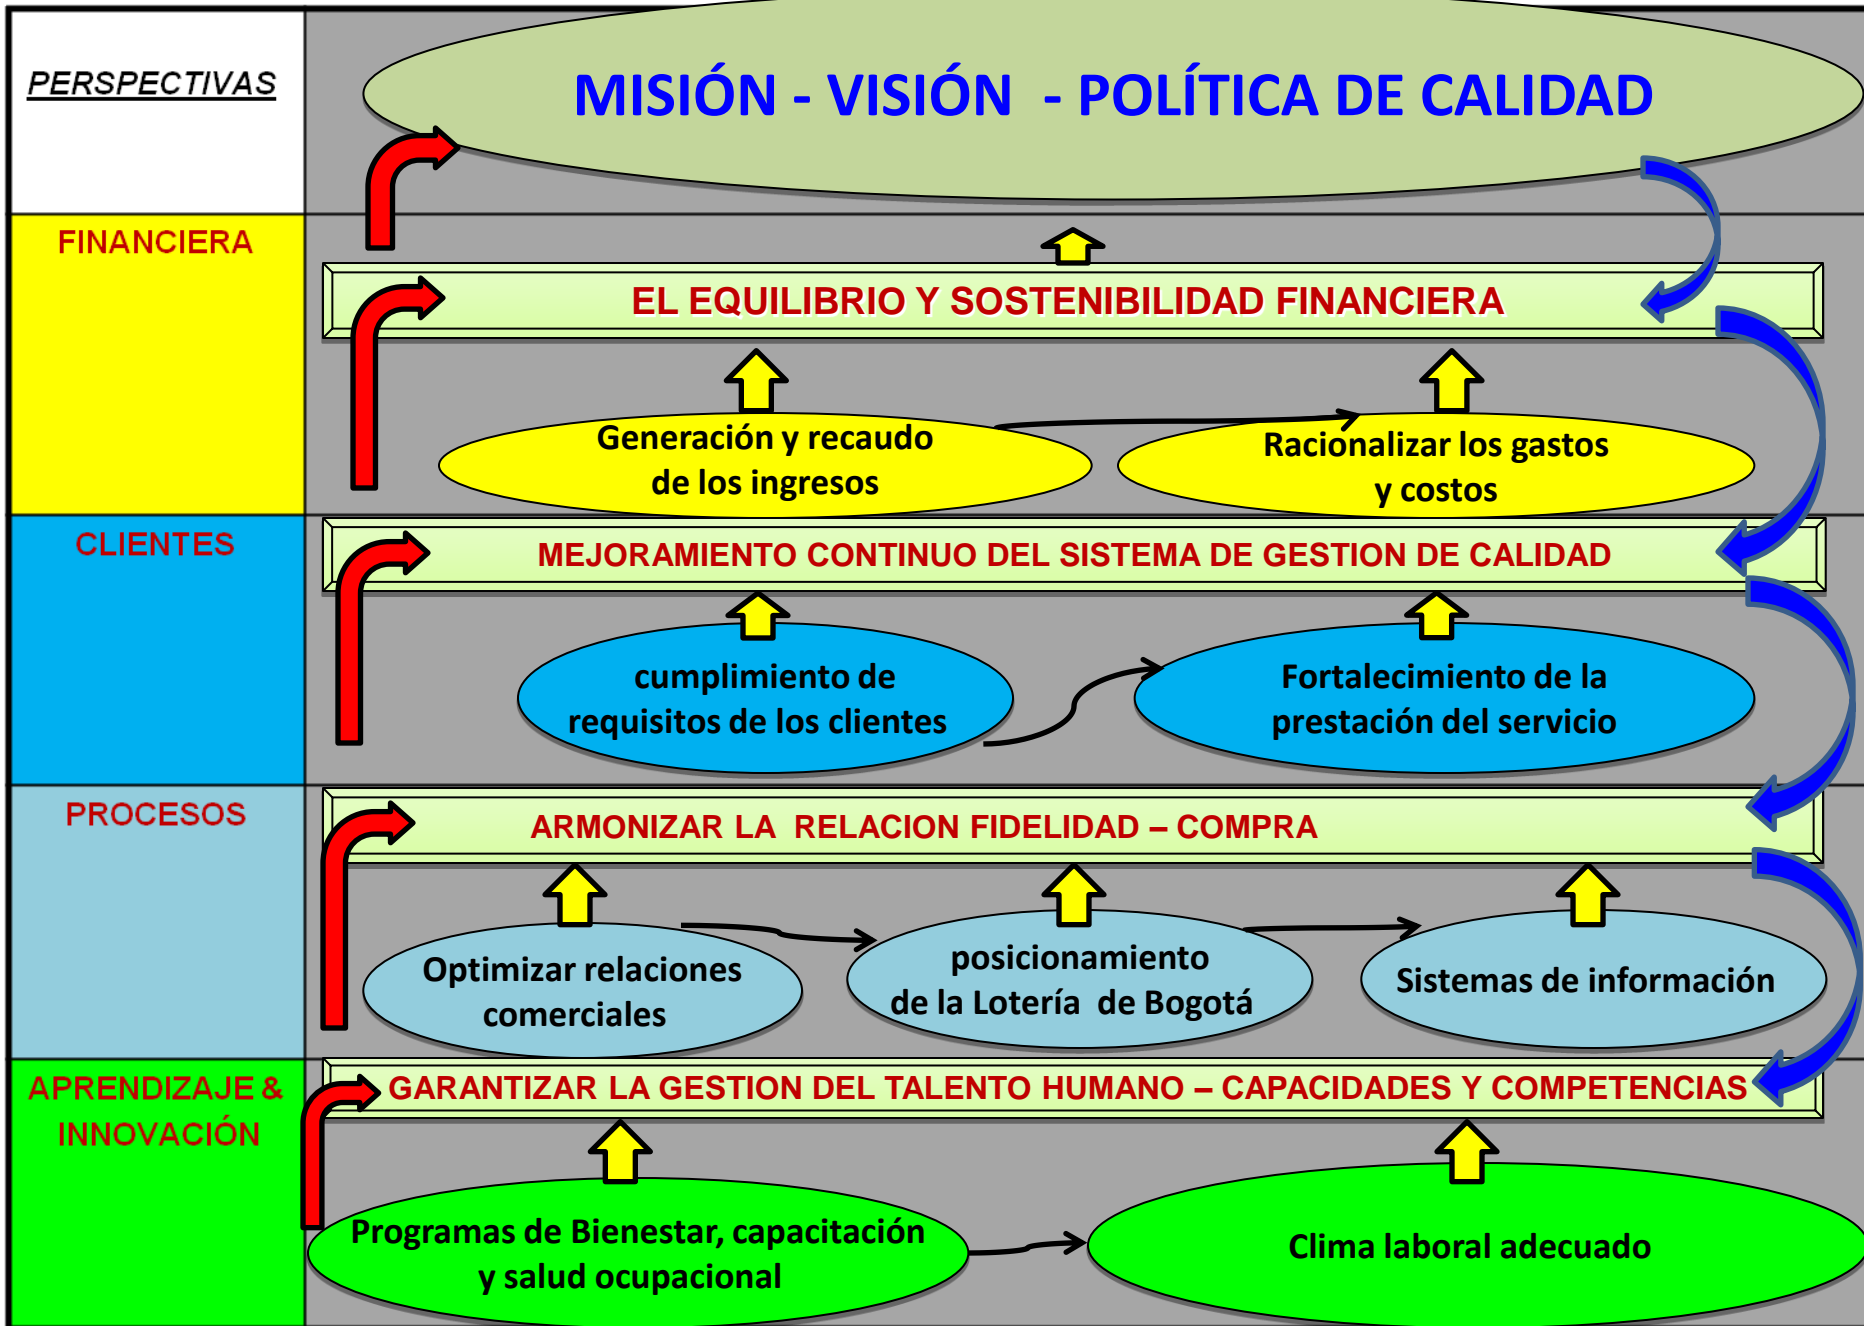 PERSPECTIVAS
MISIÓN - VISIÓN - POLÍTICA DE CALIDAD
FINANCIERA
EL EQUILIBRIO Y SOSTENIBILIDAD FINANCIERA
Generación y recaudo
de los ingresos
Racionalizar los gastos
y costos
CLIENTES
MEJORAMIENTO CONTINUO DEL SISTEMA DE GESTION DE CALIDAD
cumplimiento de
requisitos de los clientes
Fortalecimiento de la
prestación del servicio
PROCESOS
ARMONIZAR LA RELACION FIDELIDAD – COMPRA
Optimizar relaciones
comerciales
posicionamiento
de la Lotería de Bogotá
Sistemas de información
APRENDIZAJE &
INNOVACIÓN
GARANTIZAR LA GESTION DEL TALENTO HUMANO – CAPACIDADES Y COMPETENCIAS
Programas de Bienestar, capacitación
y salud ocupacional
Clima laboral adecuado